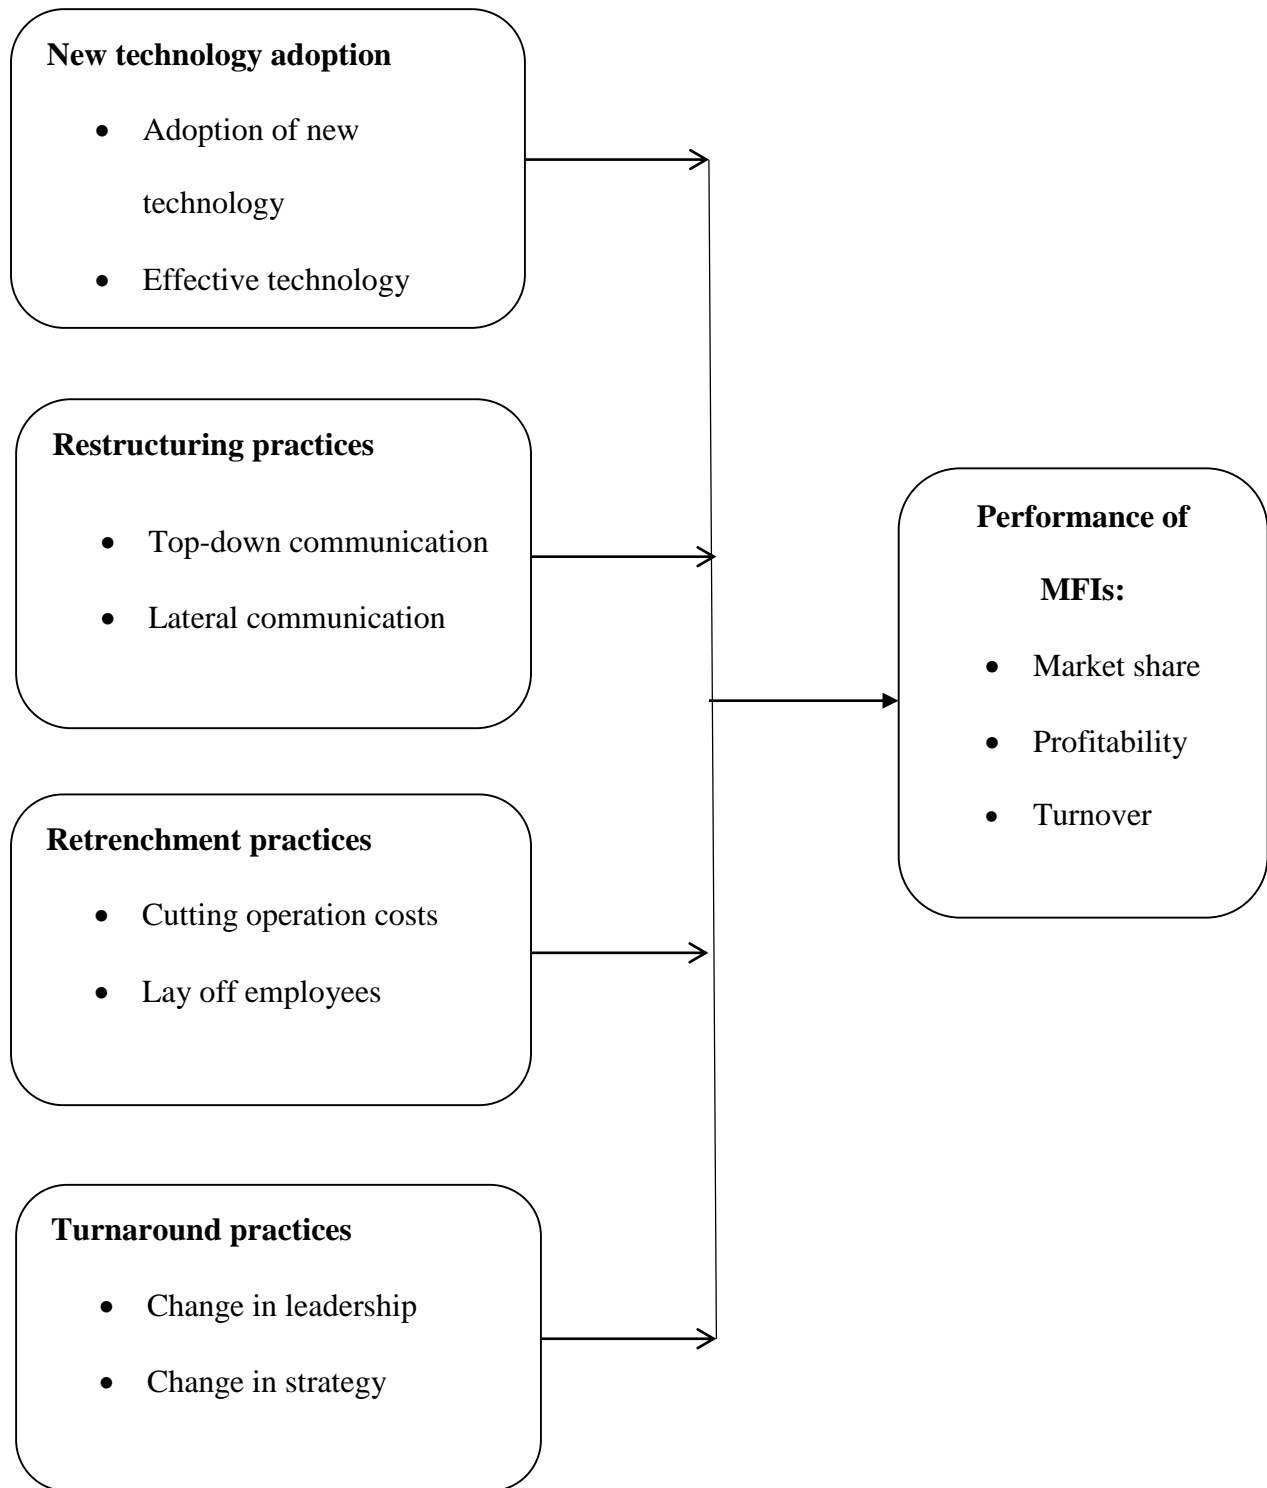 New technology adoption
• Adoption of new
technology
• Effective technology
Restructuring practices
• Top-down communication
• Lateral communication
Performance of
MFIs:
• Market share
• Profitability
• Turnover
Retrenchment practices
• Cutting operation costs
• Lay off employees
Turnaround practices
• Change in leadership
• Change in strategy